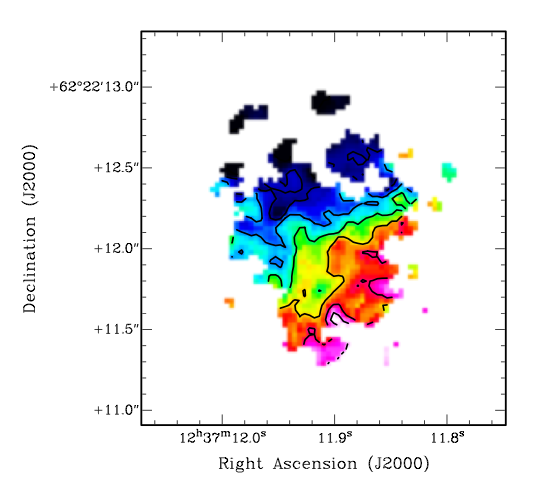 +62°22′13.0″
+12.5″
+12.0″
+11.5″
+11.0″
Declination (J2000)
12ʰ37ᵐ12.0ˢ 11.9ˢ 11.8ˢ
Right Ascension (J2000)